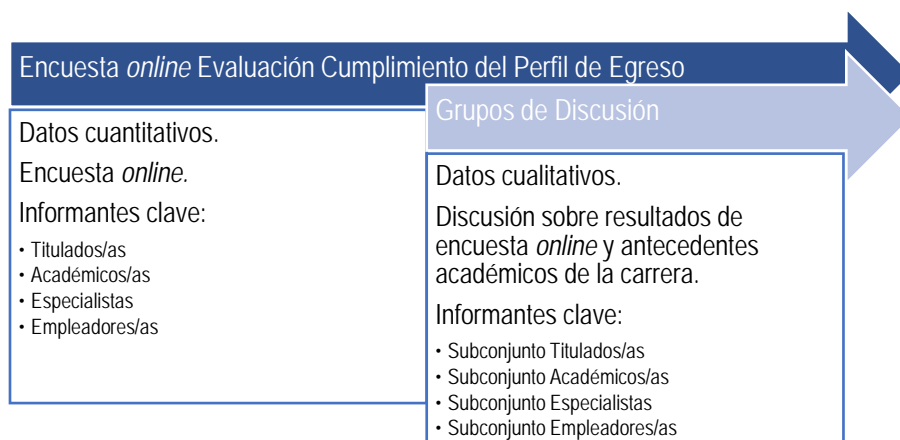 Encuesta online Evaluación Cumplimiento del Perfil de Egreso
Datos cuantitativos.
Encuesta online.
Informantes clave:
• Titulados/as
• Académicos/as
• Especialistas
• Empleadores/as
Grupos de Discusión
Datos cualitativos.
Discusión sobre resultados de
encuesta online y antecedentes
académicos de la carrera.
Informantes clave:
• Subconjunto Titulados/as
• Subconjunto Académicos/as
• Subconjunto Especialistas
• Subconjunto Empleadores/as